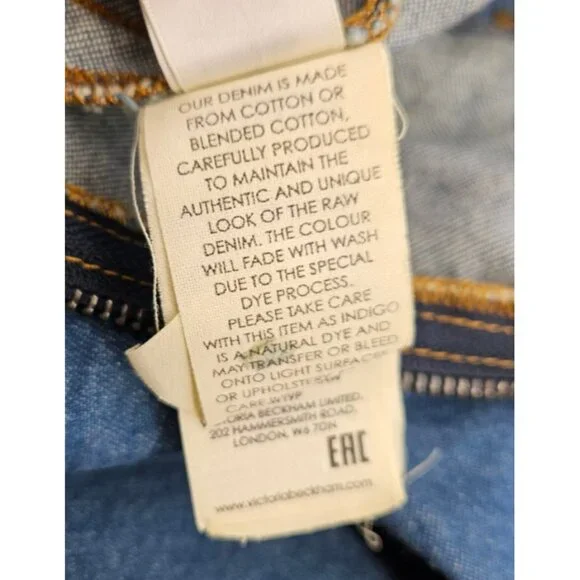 OUR DENIM IS MADE
FROM COTTON OR
BLENDED COTTON,
CAREFULLY PRODUCED
TO MAINTAIN THE
AUTHENTIC AND UNIQUE
LOOK OF THE RAW
DENIM. THE COLOUR
WILL FADE WITH WASH
DUE TO THE SPECIAL
DYE PROCESS.
PLEASE TAKE CARE
WITH THIS ITEM AS INDIGO
IS A NATURAL DYE AND
MAY TRANSFER OR BLEED
ONTO LIGHT SURFACES
OR
BECKHAM LIMITED,
202 HAMMERSMITH ROAD,
LONDON, W6 7DN
EAC
www.victoriabeckham.com